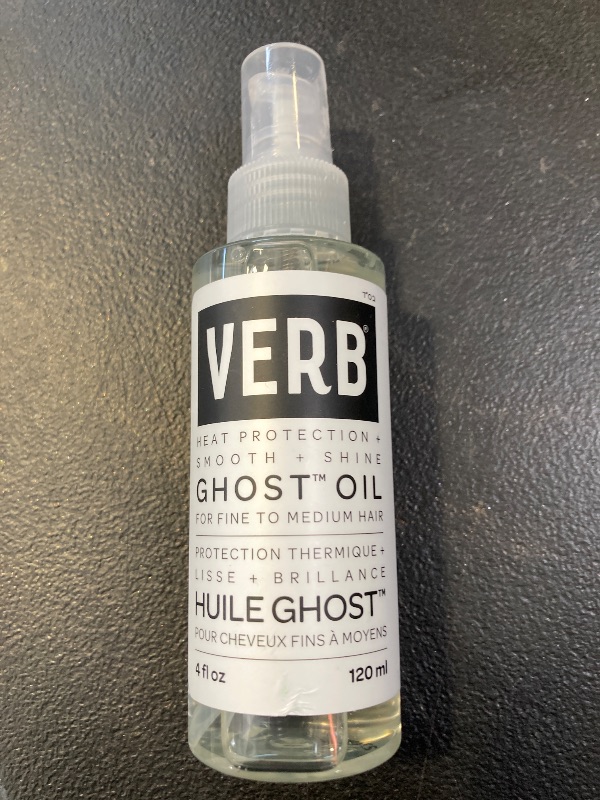 VERB®
HEAT PROTECTION +
SMOOTH + SHINE
GHOST™ OIL
FOR FINE TO MEDIUM HAIR
PROTECTION THERMIQUE +
LISSE + BRILLANCE
HUILE GHOST™
POUR CHEVEUX FINS À MOYENS
4 fl oz 120 ml